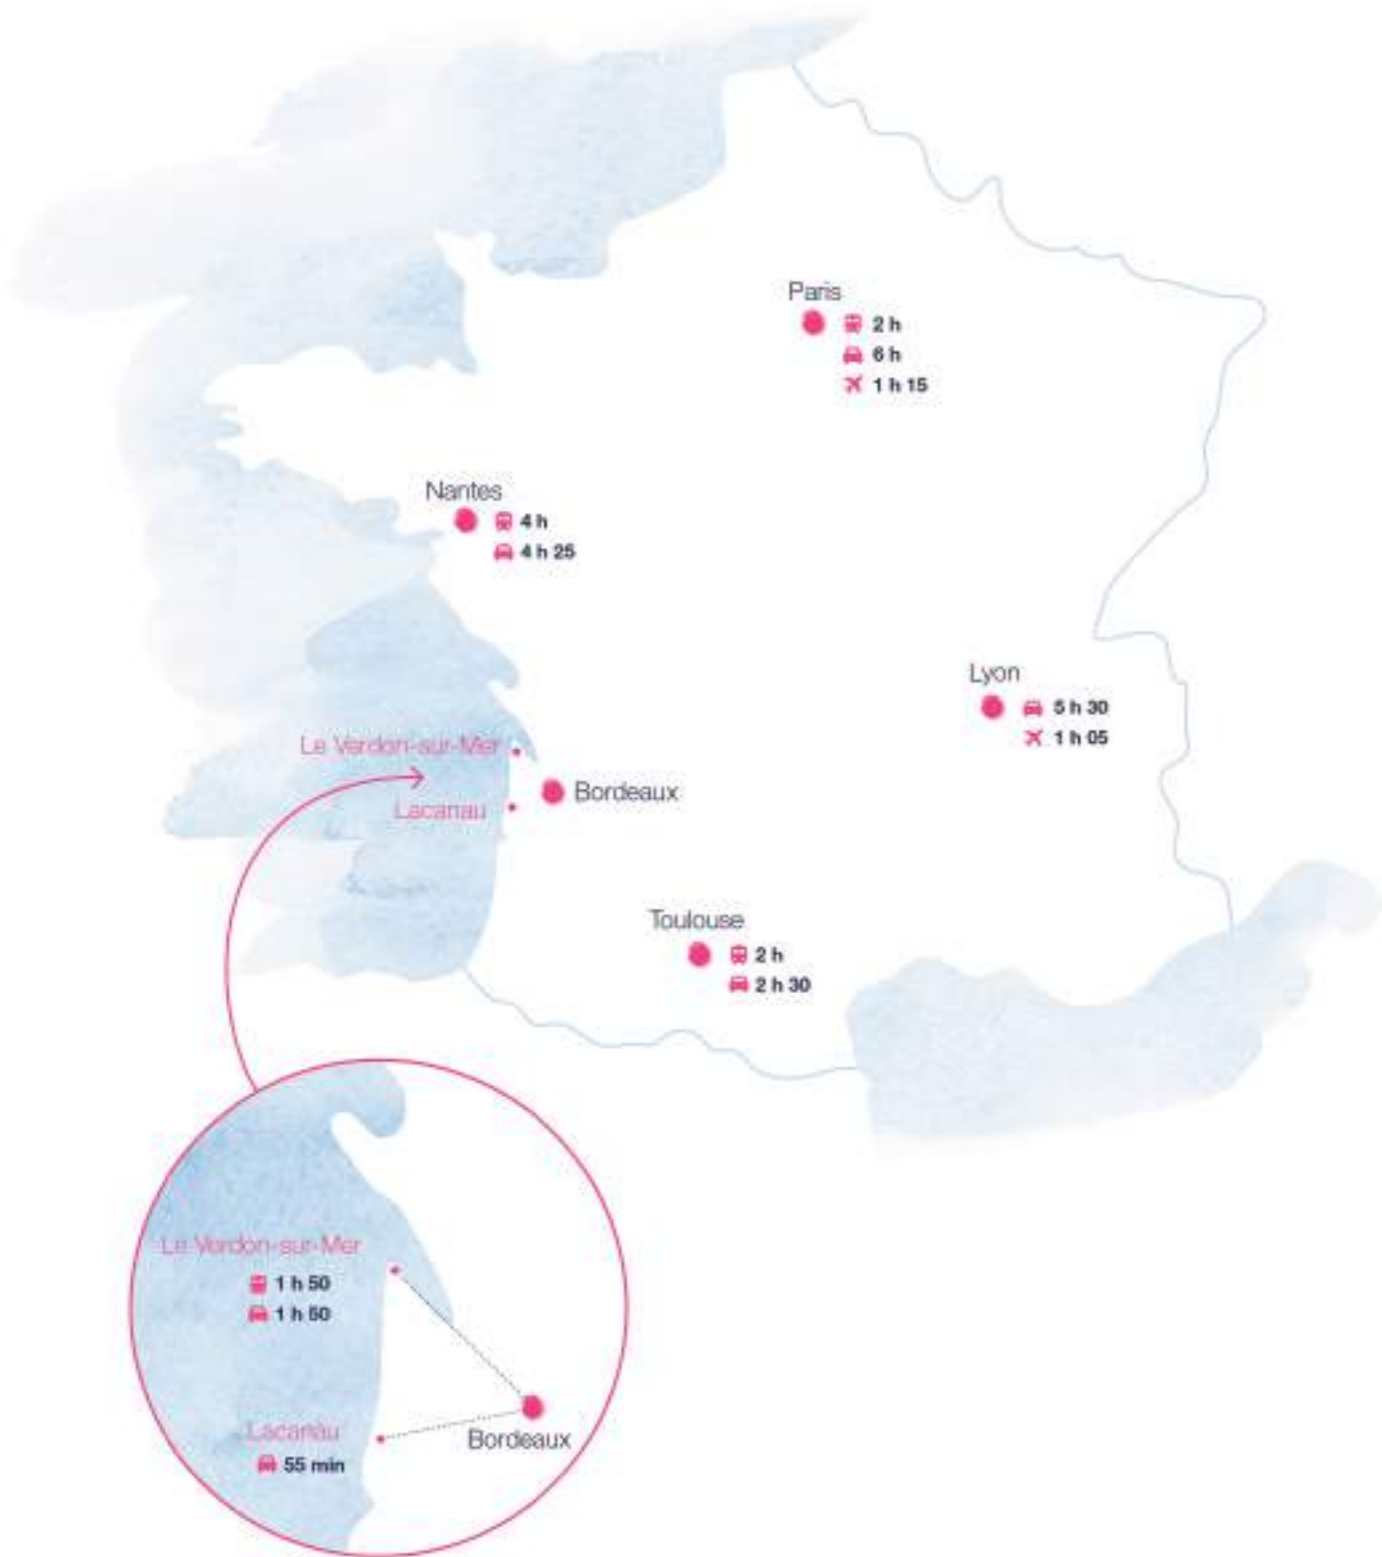 Paris
2 h
6 h
1 h 15
Nantes
4 h
4 h 25
Lyon
5 h 30
1 h 05
Le Verdon-sur-Mer
Bordeaux
Lacanau
Toulouse
2 h
2 h 30
Le Verdon-sur-Mer
1 h 50
1 h 50
Lacanau
55 min
Bordeaux